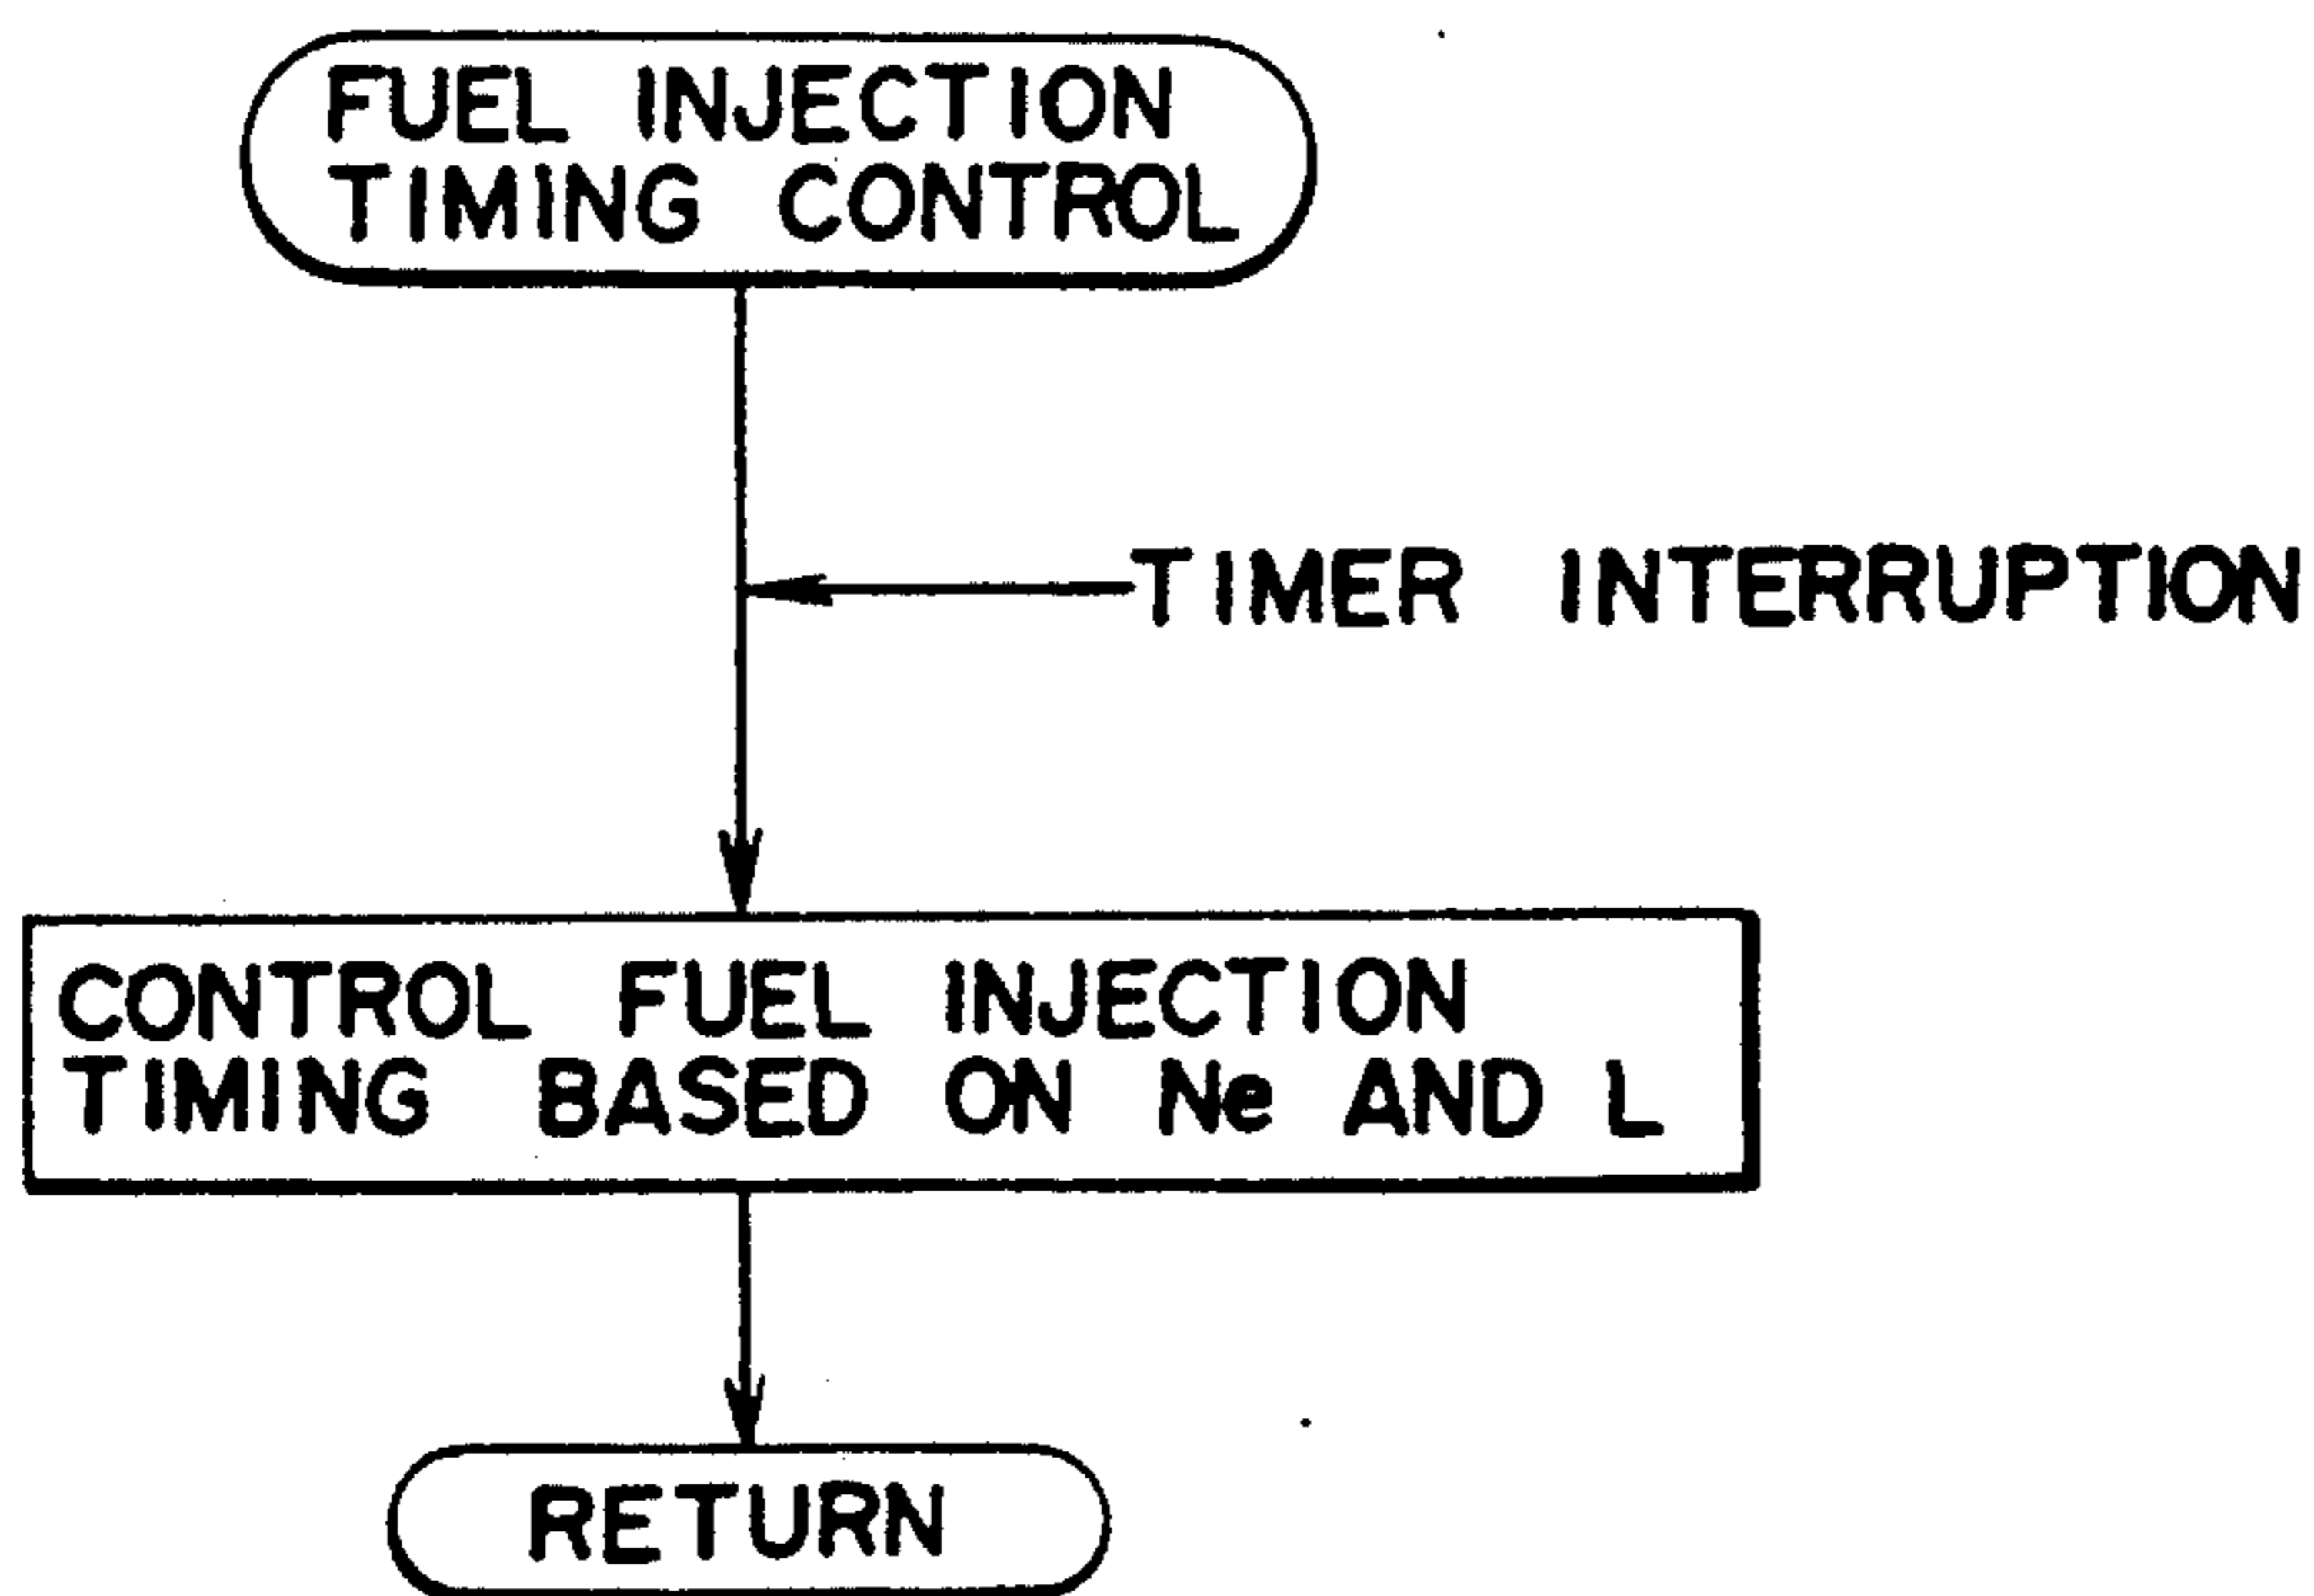 FUEL INJECTION
TIMING CONTROL
TIMER INTERRUPTION
CONTROL FUEL INJECTION
TIMING BASED ON Ne AND L
RETURN